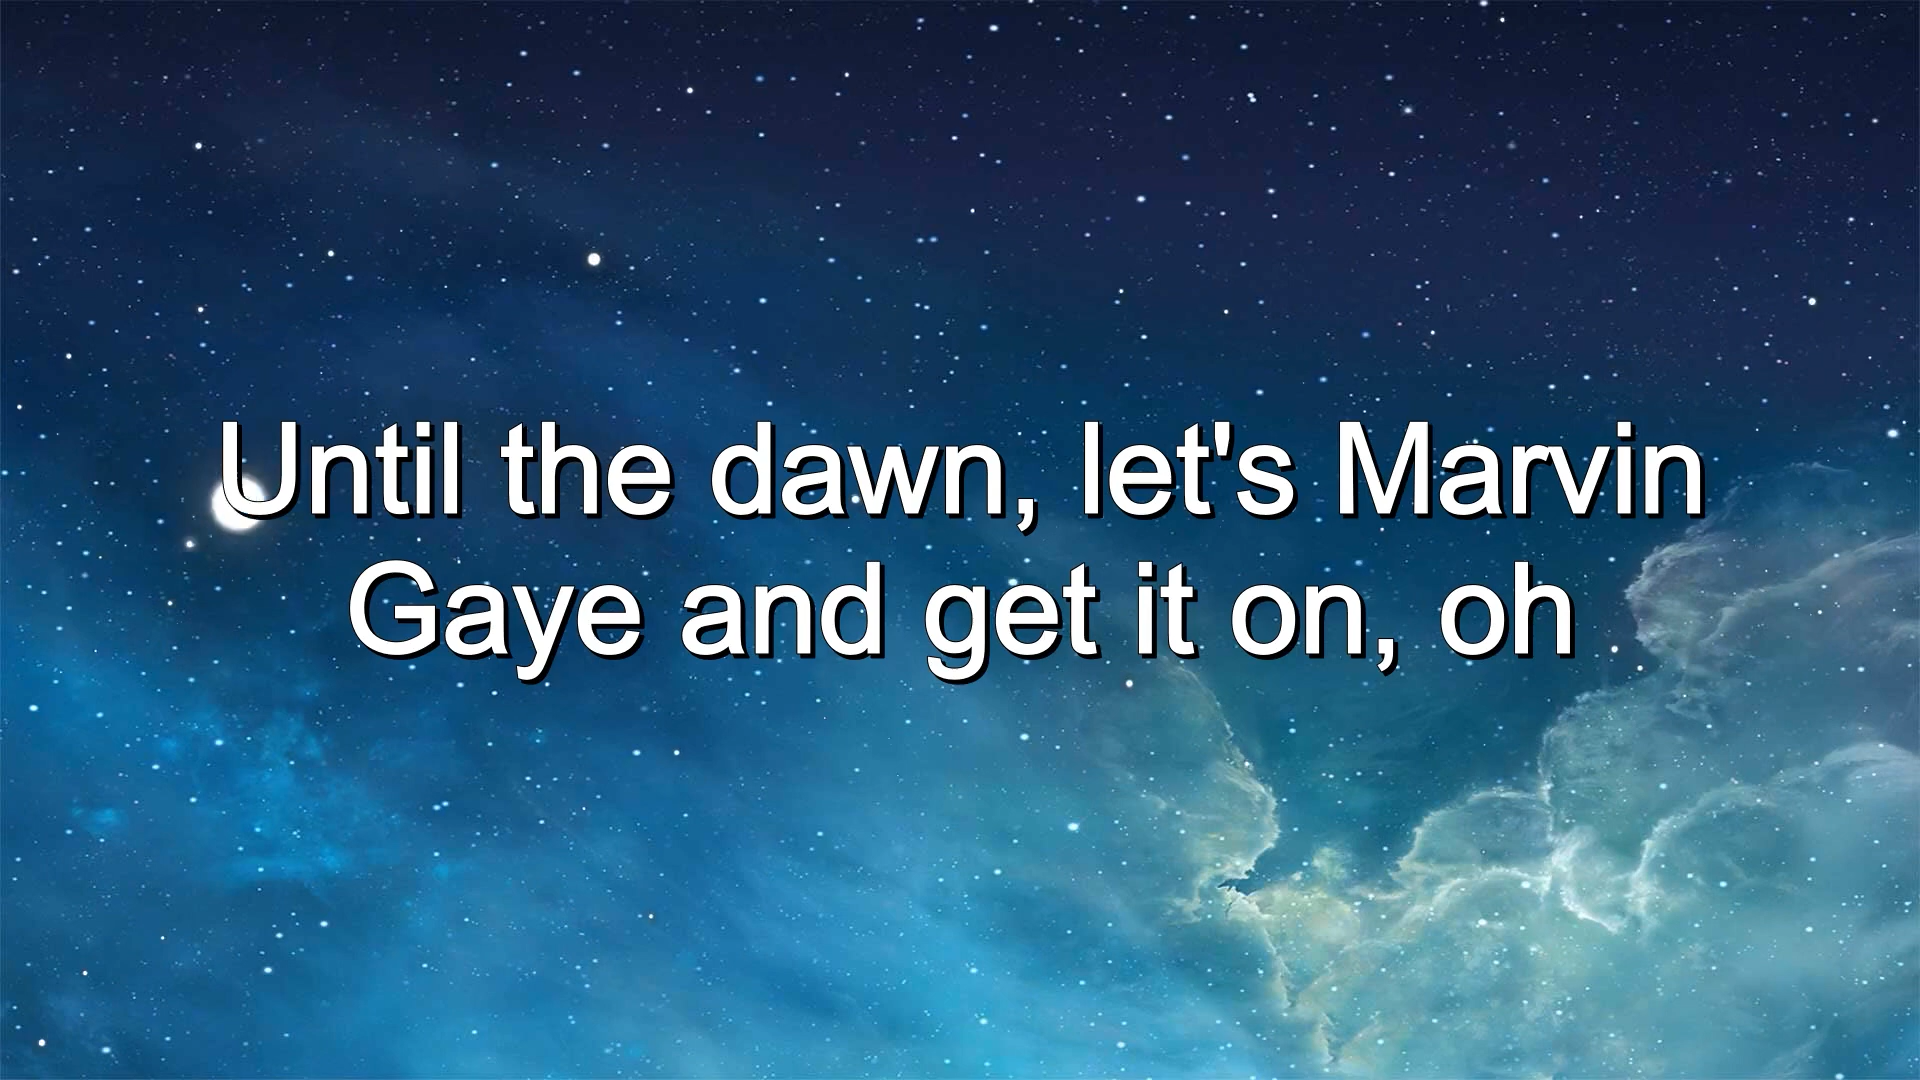 Until the dawn, let's Marvin
Gaye and get it on, oh